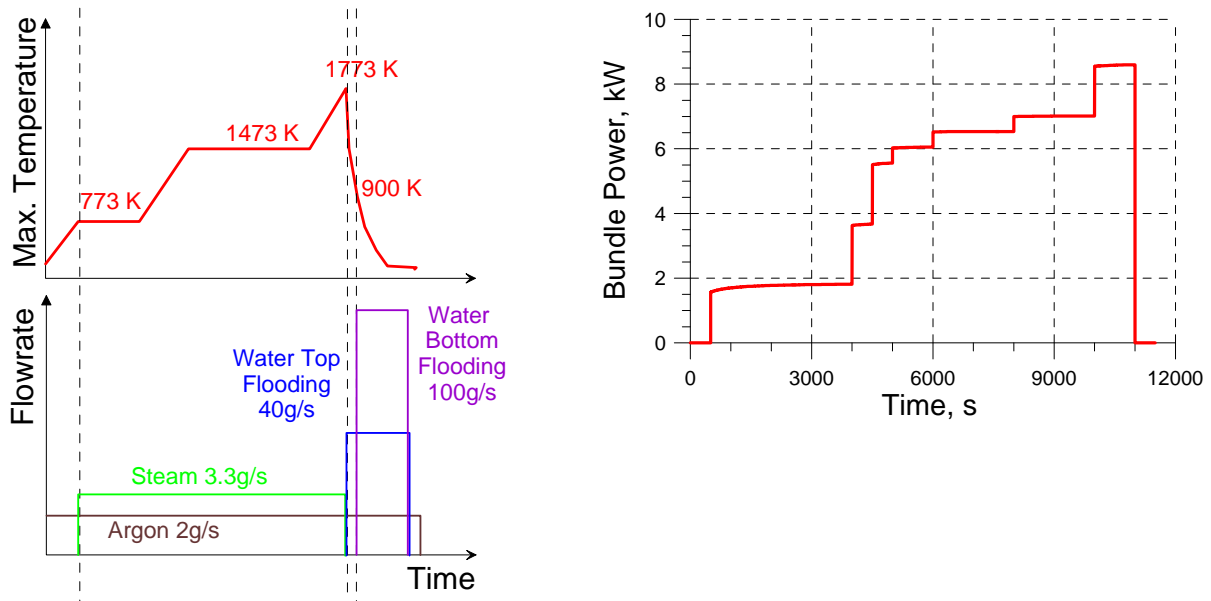 Max. Temperature
1773 K
1473 K
773 K
900 K
Flowrate
Water
Bottom
Flooding
100g/s
Water Top
Flooding
40g/s
Steam 3.3g/s
Argon 2g/s
Time
Bundle Power, kW
10
8
6
4
2
0
0
3000
6000
9000
12000
Time, s